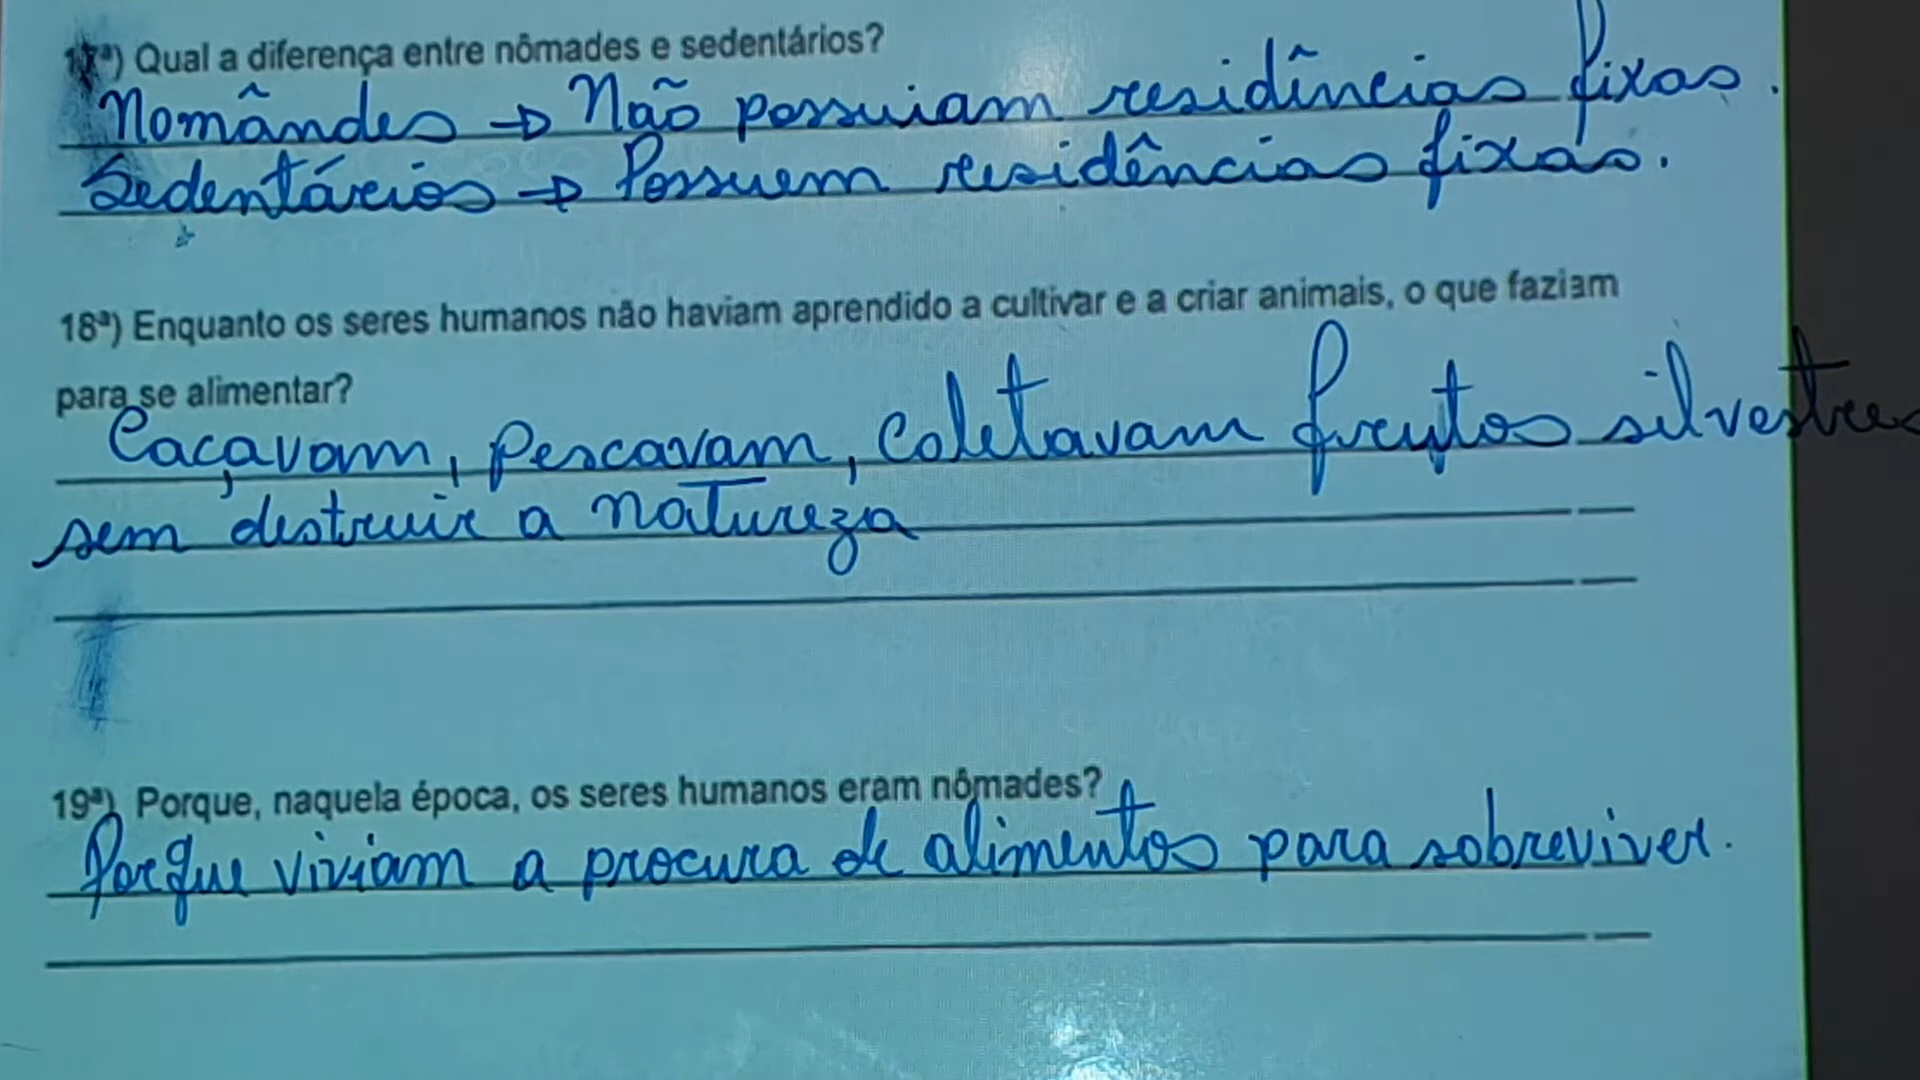 17ª) Qual a diferença entre nômades e sedentários?
Nomândes → Não possuiam residências fixas.
Sedentários → Possuem residências fixas.
18ª) Enquanto os seres humanos não haviam aprendido a cultivar e a criar animais, o que faziam
para se alimentar?
Caçavam, pescavam, coletavam frutos silvestres
sem destruir a natureza
19ª) Porque, naquela época, os seres humanos eram nômades?
Porque viviam a procura de alimentos para sobreviver.